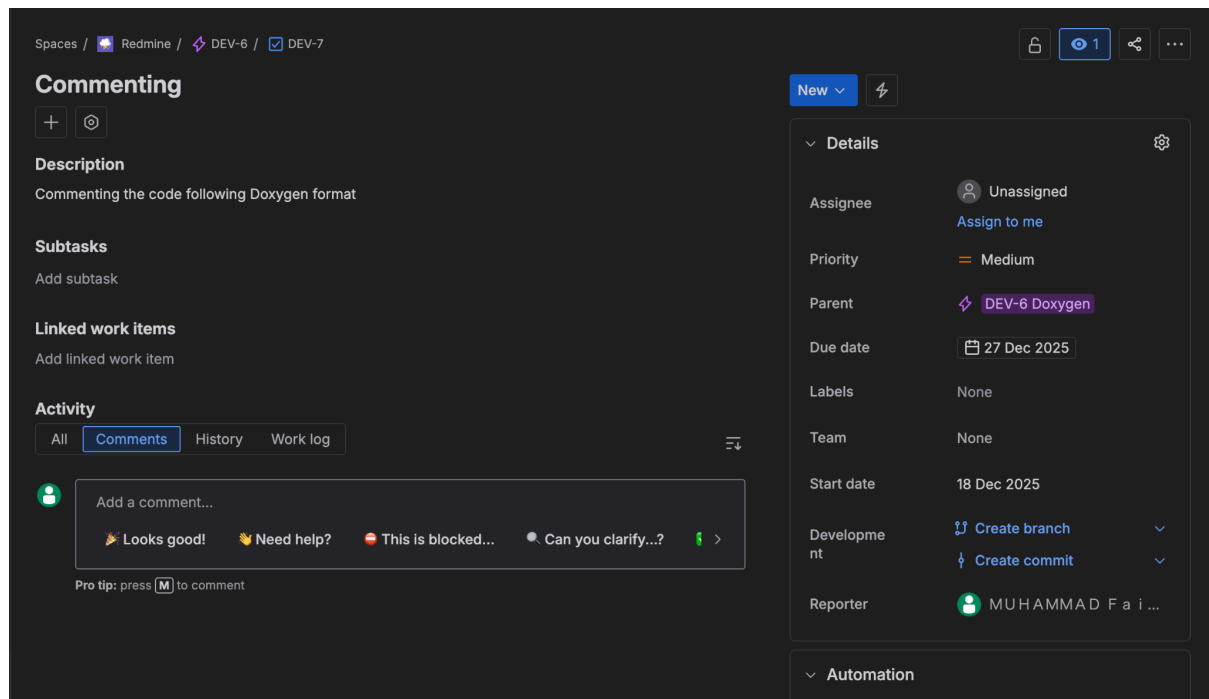 Spaces / Redmine / DEV-6 / DEV-7
1
Commenting
New
Description
Commenting the code following Doxygen format
Subtasks
Add subtask
Linked work items
Add linked work item
Activity
All Comments History Work log
Add a comment...
Looks good! Need help? This is blocked... Can you clarify...?
Pro tip: press M to comment
Details
Assignee
Unassigned
Assign to me
Priority
Medium
Parent
DEV-6 Doxygen
Due date
27 Dec 2025
Labels
None
Team
None
Start date
18 Dec 2025
Developme
nt
Create branch
Create commit
Reporter
MUHAMMAD Fai...
Automation